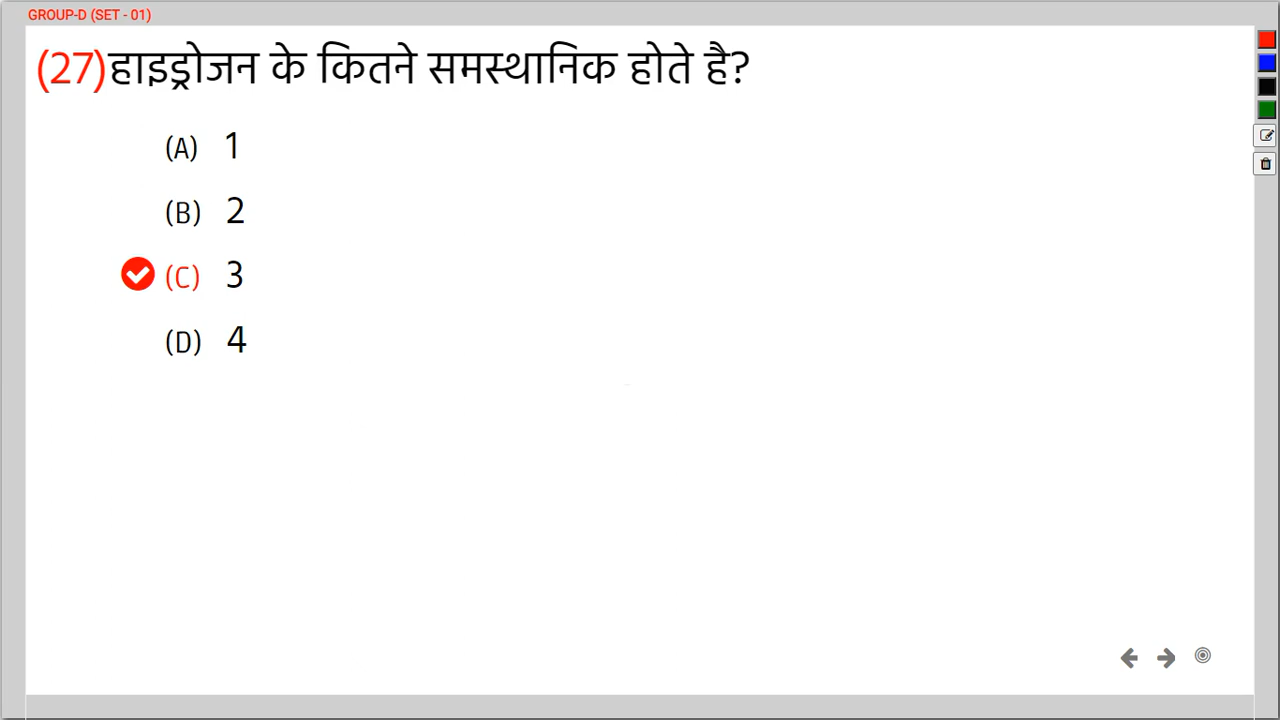 GROUP-D (SET - 01)
(27)हाइड्रोजन के कितने समस्थानिक होते है?
(A) 1
(B) 2
(C) 3
(D) 4